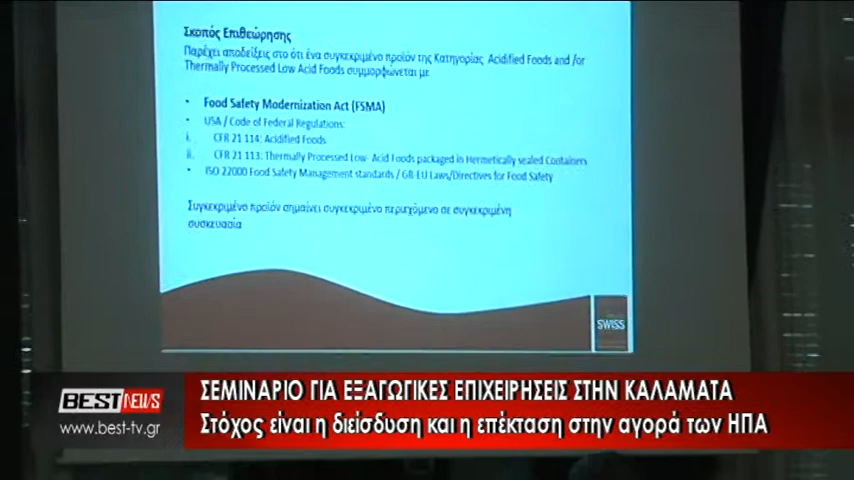 Σκοπός Επιθεώρησης
Παρέχει αποδείξεις στο ότι ένα συγκεκριμένο προϊόν της Κατηγορίας Acidified Foods and /or
Thermally Processed Low Acid Foods συμμορφώνεται με
• Food Safety Modernization Act (FSMA)
• USA / Code of Federal Regulations:
i. CFR 21 114: Acidified Foods
ii. CFR 21 113: Thermally Processed Low- Acid Foods packaged in Hermetically sealed Containers
• ISO 22000 Food Safety Management standards / GR-EU Laws/Directives for Food Safety
Συγκεκριμένο προϊόν σημαίνει συγκεκριμένο περιεχόμενο σε συγκεκριμένη
συσκευασία
SWISS
BEST NEWS
www.best-tv.gr
ΣΕΜΙΝΑΡΙΟ ΓΙΑ ΕΞΑΓΩΓΙΚΕΣ ΕΠΙΧΕΙΡΗΣΕΙΣ ΣΤΗΝ ΚΑΛΑΜΑΤΑ
Στόχος είναι η διείσδυση και η επέκταση στην αγορά των ΗΠΑ